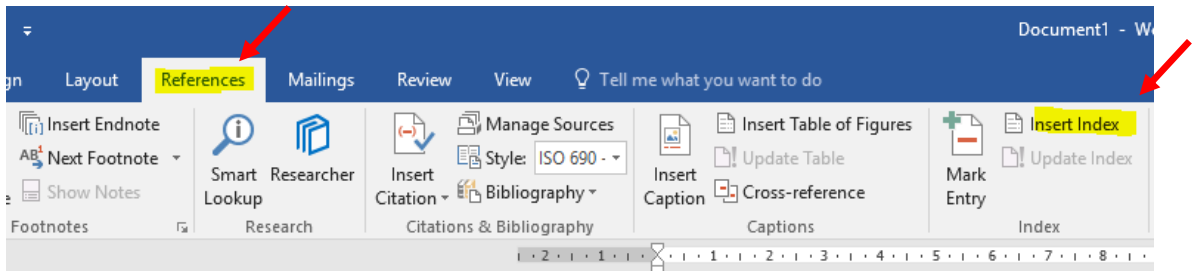 Document1 - W
gn Layout References Mailings Review View Tell me what you want to do
Insert Endnote
AB1 Next Footnote
Show Notes
Footnotes
Smart Lookup
Researcher
Research
Insert Citation
Manage Sources
Style: ISO 690 -
Bibliography
Citations & Bibliography
Insert Caption
Insert Table of Figures
Update Table
Cross-reference
Captions
Mark Entry
Insert Index
Update Index
Index
2 1 1 2 3 4 5 6 7 8